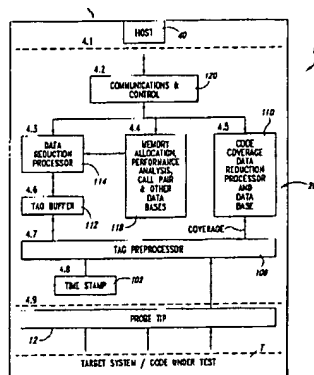 HOST
40
4.1
4.2
120
COMMUNICATIONS &
CONTROL
4.3
4.4
4.5
110
DATA
REDUCTION
PROCESSOR
114
MEMORY
ALLOCATION,
PERFORMANCE
ANALYSIS,
CALL PAIR
& OTHER
DATA
BASES
118
CODE
COVERAGE
DATA
REDUCTION
PROCESSOR
AND
DATA
BASE
4.6
TAG BUFFER
112
COVERAGE
4.7
TAG PREPROCESSOR
108
4.8
TIME STAMP
102
4.9
PROBE TIP
12
T
TARGET SYSTEM / CODE UNDER TEST